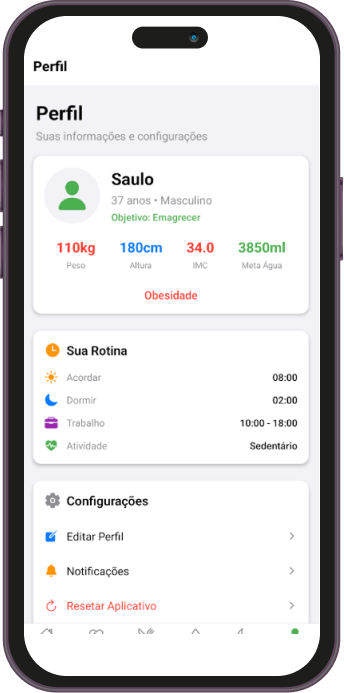 Perfil
Perfil
Suas informações e configurações
Saulo
37 anos • Masculino
Objetivo: Emagrecer
110kg 180cm 34.0 3850ml
Peso Altura IMC Meta Água
Obesidade
Sua Rotina
Acordar 08:00
Dormir 02:00
Trabalho 10:00 - 18:00
Atividade Sedentário
Configurações
Editar Perfil
Notificações
Resetar Aplicativo